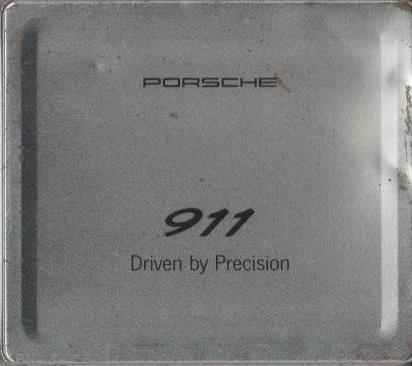 PORSCHE
911
Driven by Precision